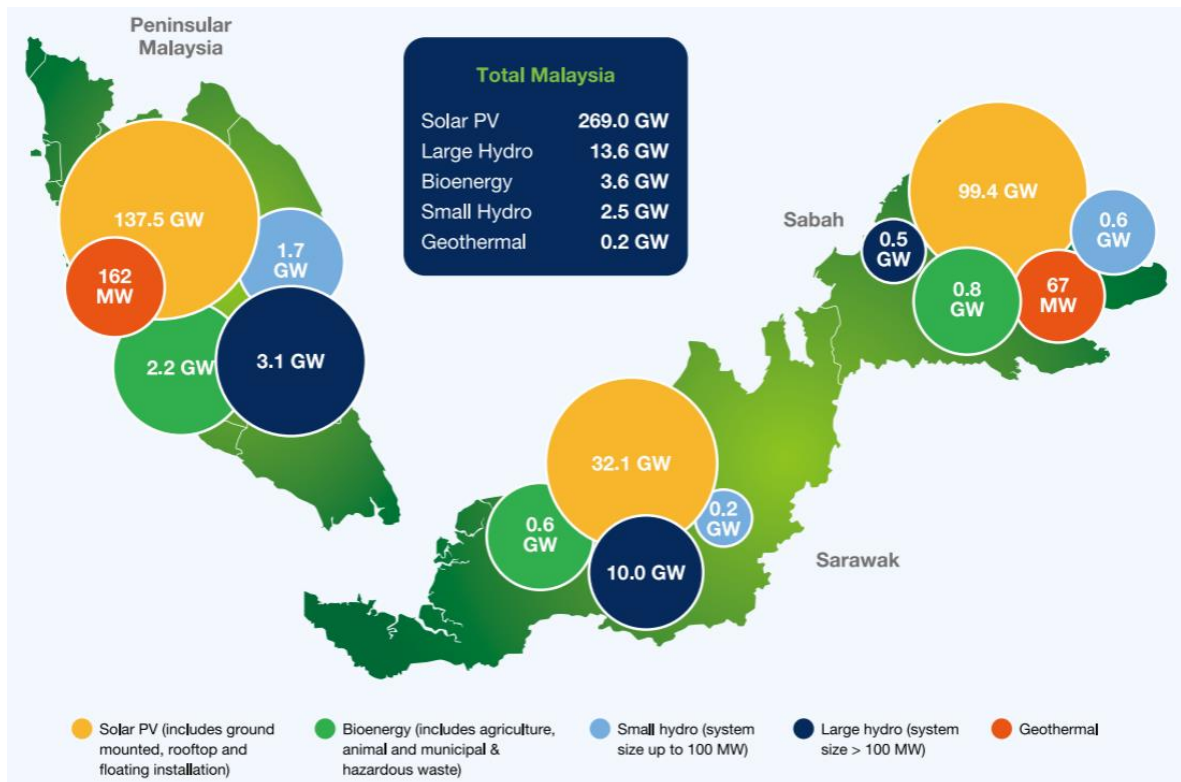 Peninsular
Malaysia
Total Malaysia
Solar PV 269.0 GW
Large Hydro 13.6 GW
Bioenergy 3.6 GW
Small Hydro 2.5 GW
Geothermal 0.2 GW
137.5 GW
1.7
GW
162
MW
2.2 GW
3.1 GW
Sabah
99.4 GW
0.6
GW
0.5
GW
0.8
GW
67
MW
32.1 GW
0.6
GW
0.2
GW
10.0 GW
Sarawak
Solar PV (includes ground
mounted, rooftop and
floating installation)
Bioenergy (includes agriculture,
animal and municipal &
hazardous waste)
Small hydro (system
size up to 100 MW)
Large hydro (system
size > 100 MW)
Geothermal